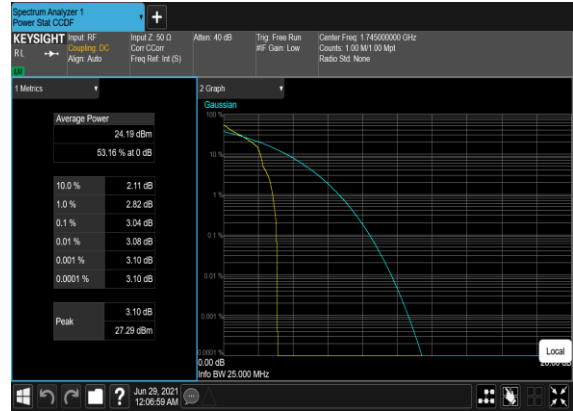 Spectrum Analyzer 1
Power Stat CCDF
KEYSIGHT
R L
Input: RF
Coupling: DC
Align: Auto
Input Z: 50 Ω
Corr CCorr
Freq Ref: Int (S)
Atten: 40 dB
Trig: Free Run
#IF Gain: Low
Center Freq: 1.745000000 GHz
Counts: 1.00 M/1.00 Mpt
Radio Std: None
1 Metrics
Average Power
24.19 dBm
53.16 % at 0 dB
10.0 % 2.11 dB
1.0 % 2.82 dB
0.1 % 3.04 dB
0.01 % 3.08 dB
0.001 % 3.10 dB
0.0001 % 3.10 dB
Peak
3.10 dB
27.29 dBm
2 Graph
Gaussian
100 %
10 %
1 %
0.1 %
0.01 %
0.001 %
0.0001 %
0.00 dB
Info BW 25.000 MHz
Local
Jun 29, 2021
12:06:59 AM